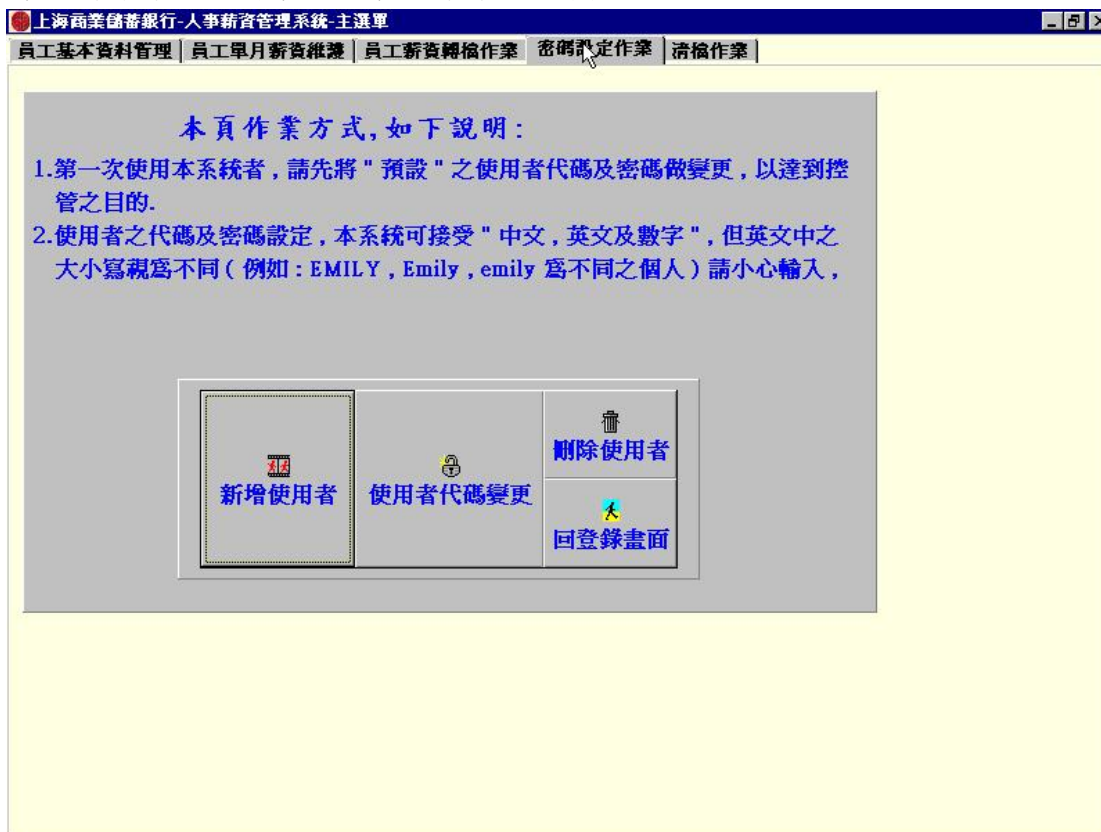 上海商業儲蓄銀行-人事薪資管理系統-主選單
員工基本資料管理 員工單月薪資維護 員工薪資轉檔作業 密碼設定作業 清檔作業
本頁作業方式,如下說明:
1.第一次使用本系統者,請先將"預設"之使用者代碼及密碼做變更,以達到控
管之目的.
2.使用者之代碼及密碼設定,本系統可接受"中文,英文及數字",但英文中之
大小寫視為不同(例如:EMILY,Emily,emily 為不同之個人)請小心輸入,
刪除使用者
新增使用者 使用者代碼變更
回登錄畫面